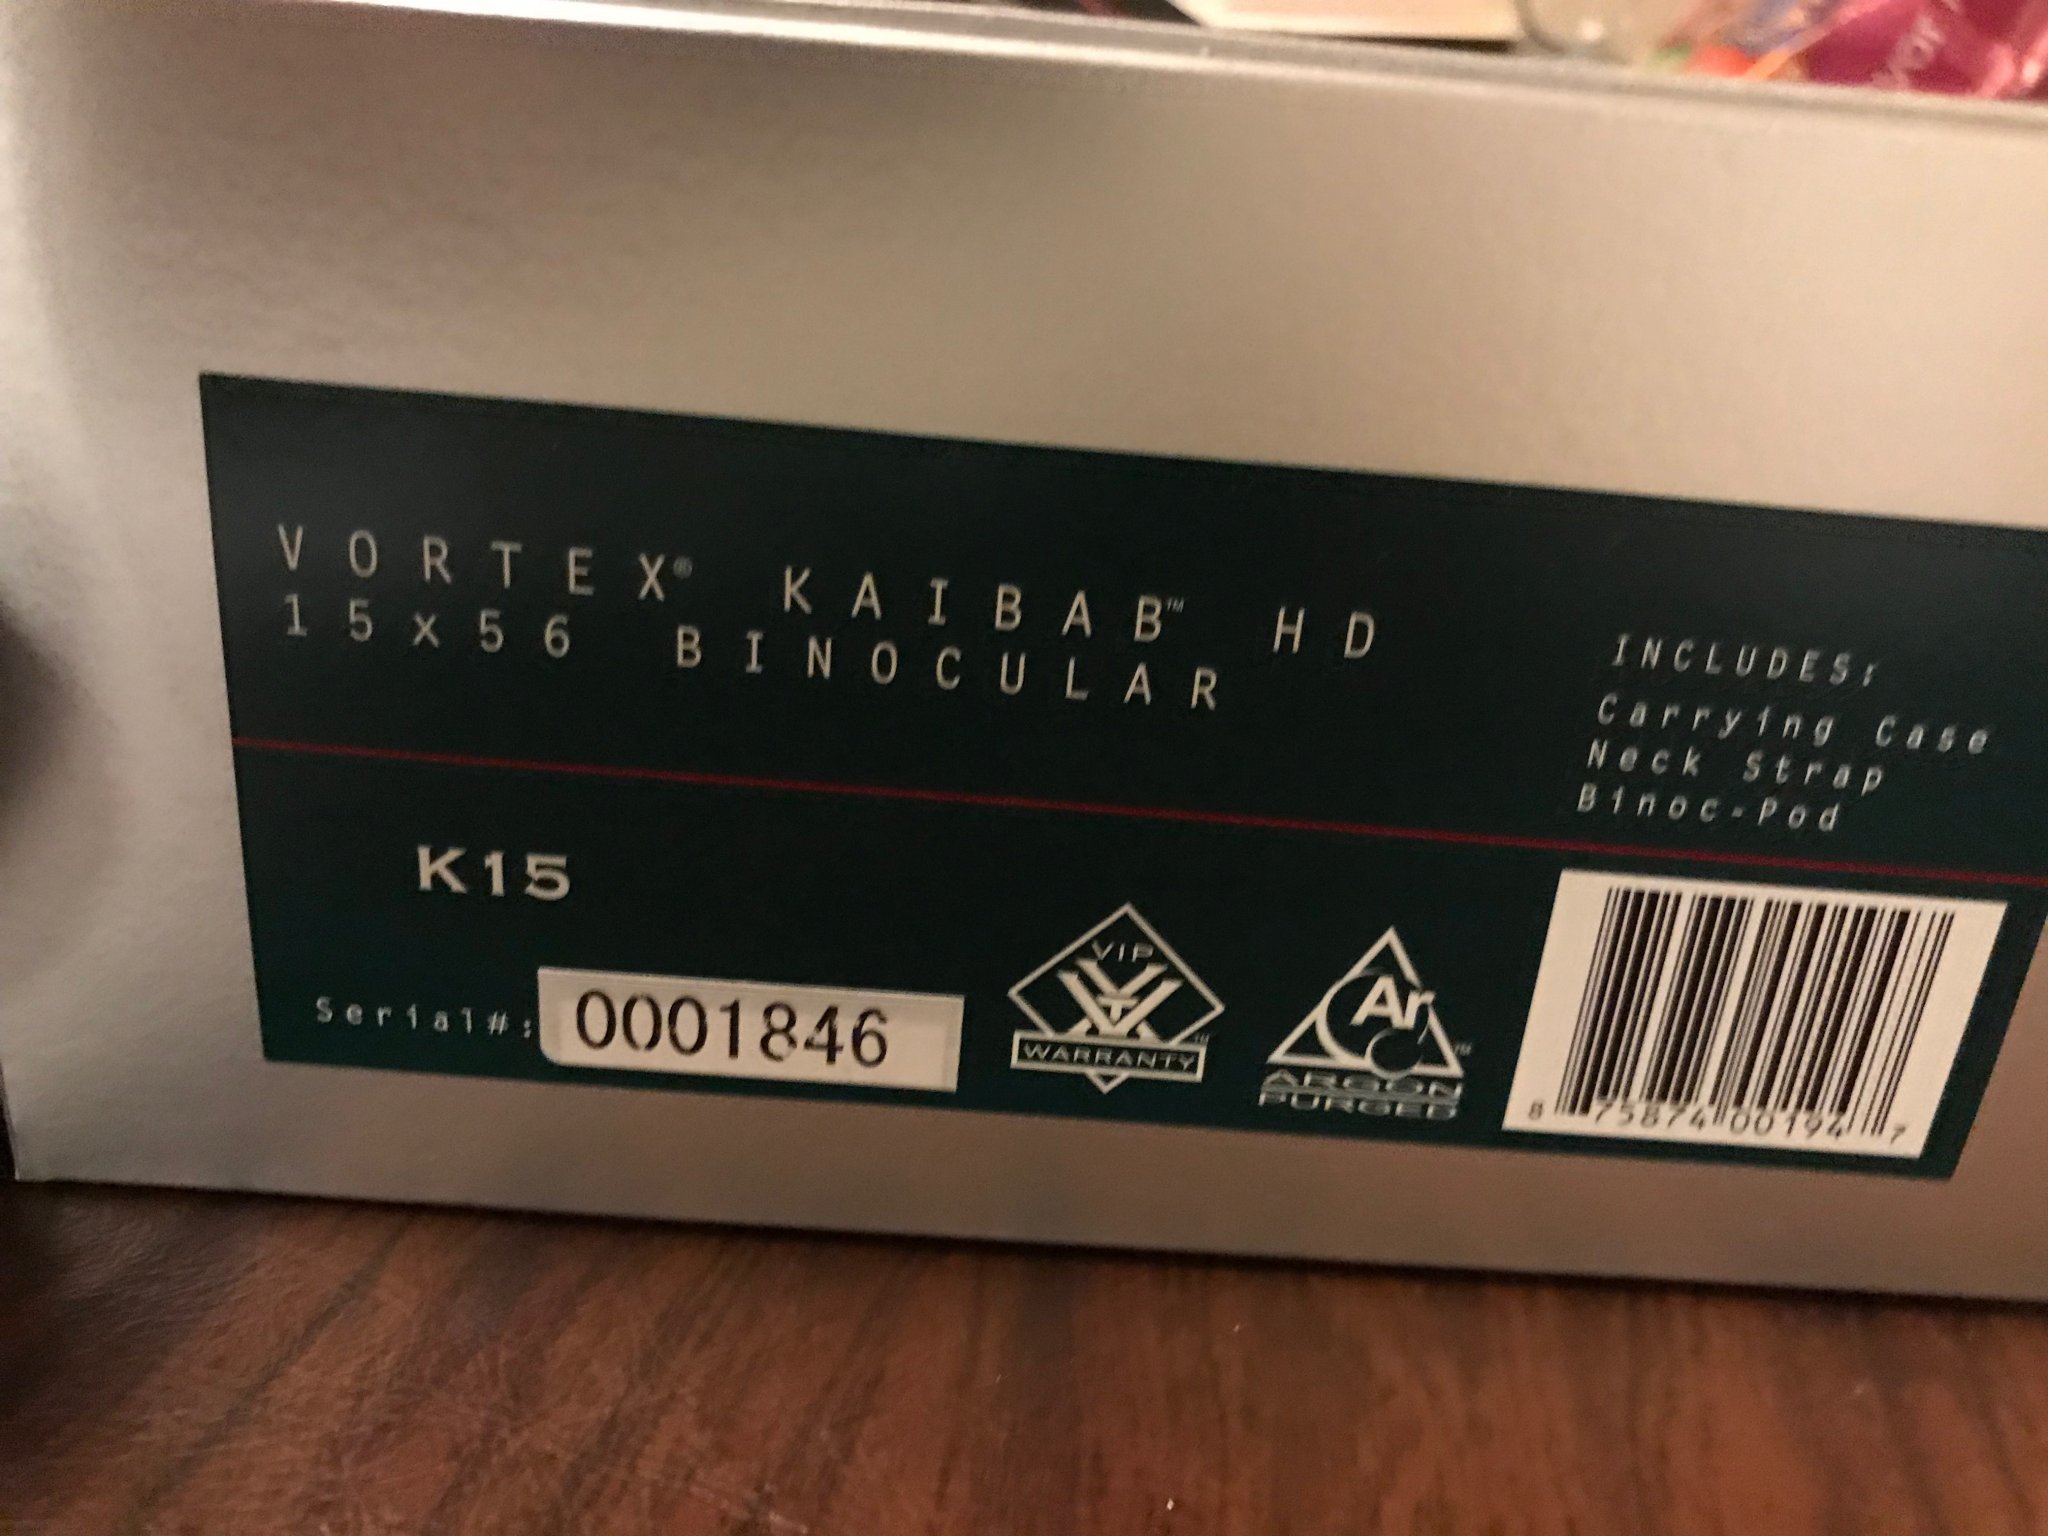 VORTEX® KAIBAB™ HD
15x56 BINOCULAR
INCLUDES:
Carrying Case
Neck Strap
Binoc-Pod
K15
Serial#: 0001846
VIP
WARRANTY
Ar
ARGON
PURGED
8 75874 00194 7